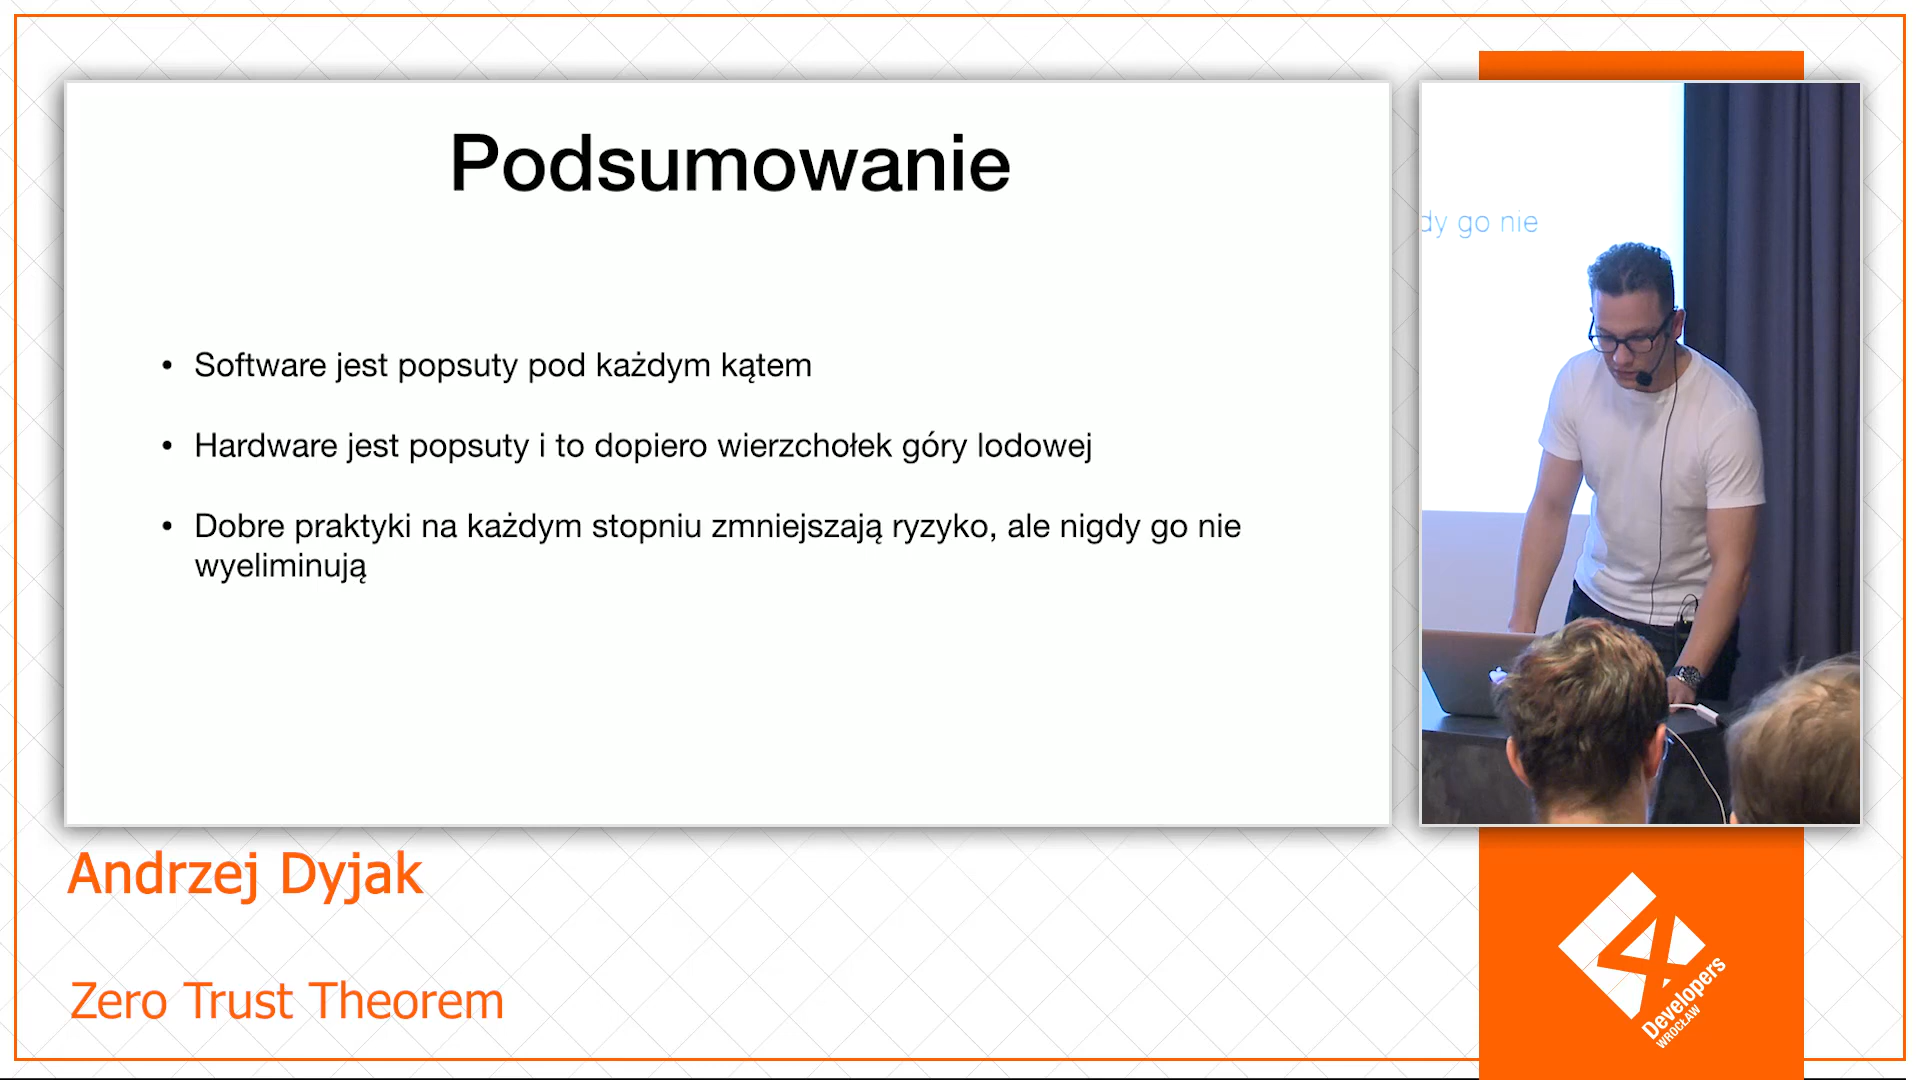 Podsumowanie
• Software jest popsuty pod każdym kątem
• Hardware jest popsuty i to dopiero wierzchołek góry lodowej
• Dobre praktyki na każdym stopniu zmniejszają ryzyko, ale nigdy go nie
wyeliminują
dy go nie
Andrzej Dyjak
Zero Trust Theorem
4
Developers
WROCŁAW